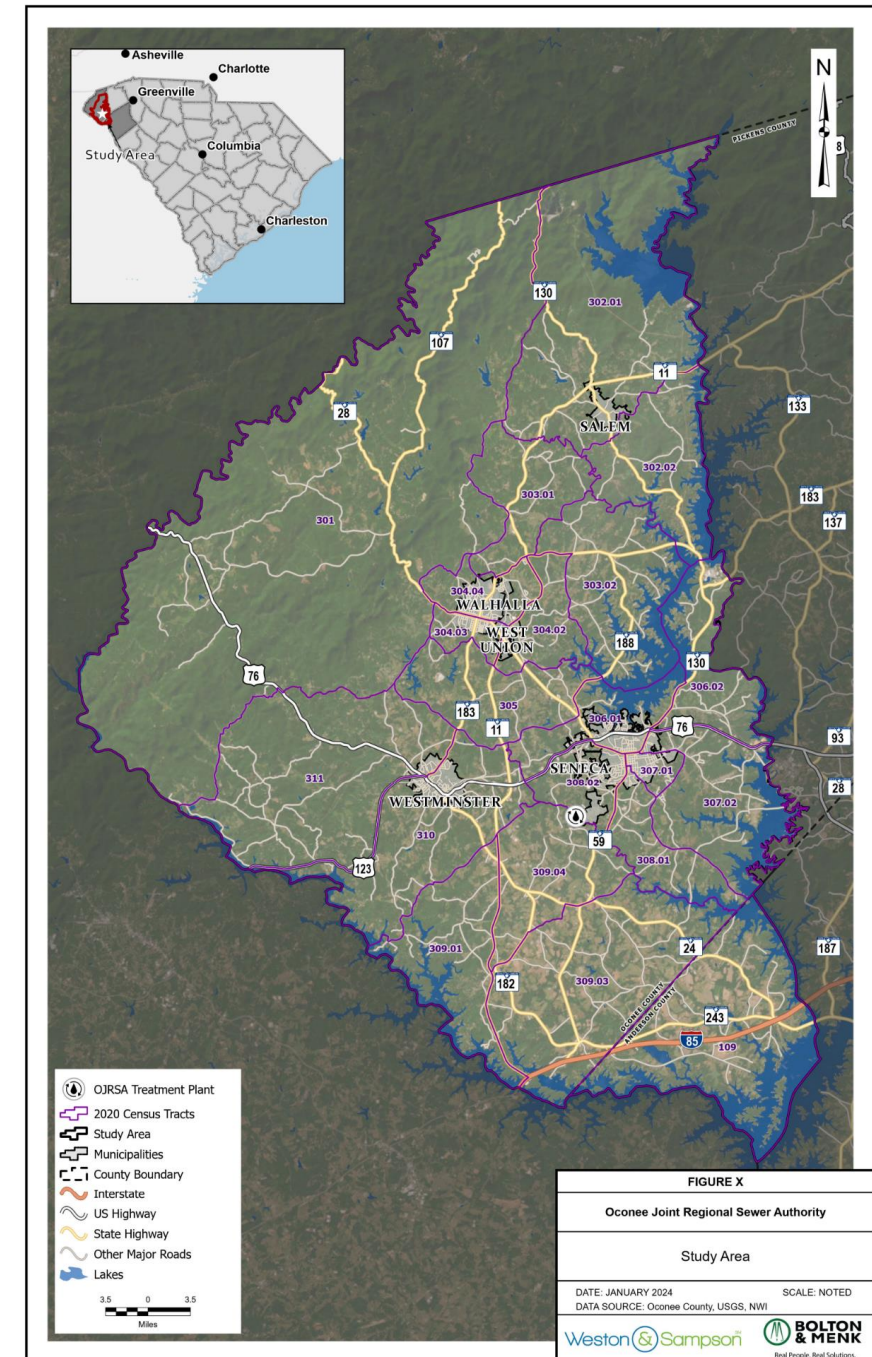 Asheville
Charlotte
Greenville
Study Area
Columbia
Charleston
N
PICKENS COUNTY
8
130
302.01
107
11
28
133
SALEM
302.02
183
303.01
137
301
304.04
303.02
WALHALLA
304.03
WEST
UNION
304.02
188
130
76
306.02
183
305
11
306.01
76
93
SENECA
308.02
307.01
28
311
WESTMINSTER
307.02
310
59
123
308.01
309.04
309.01
24
187
182
309.03
OCONEE COUNTY
ANDERSON COUNTY
243
85
109
OJRSA Treatment Plant
2020 Census Tracts
Study Area
Municipalities
County Boundary
Interstate
US Highway
State Highway
Other Major Roads
Lakes
3.5 0 3.5
Miles
FIGURE X
Oconee Joint Regional Sewer Authority
Study Area
DATE: JANUARY 2024 SCALE: NOTED
DATA SOURCE: Oconee County, USGS, NWI
Weston & Sampson
BOLTON
& MENK
Real People. Real Solutions.